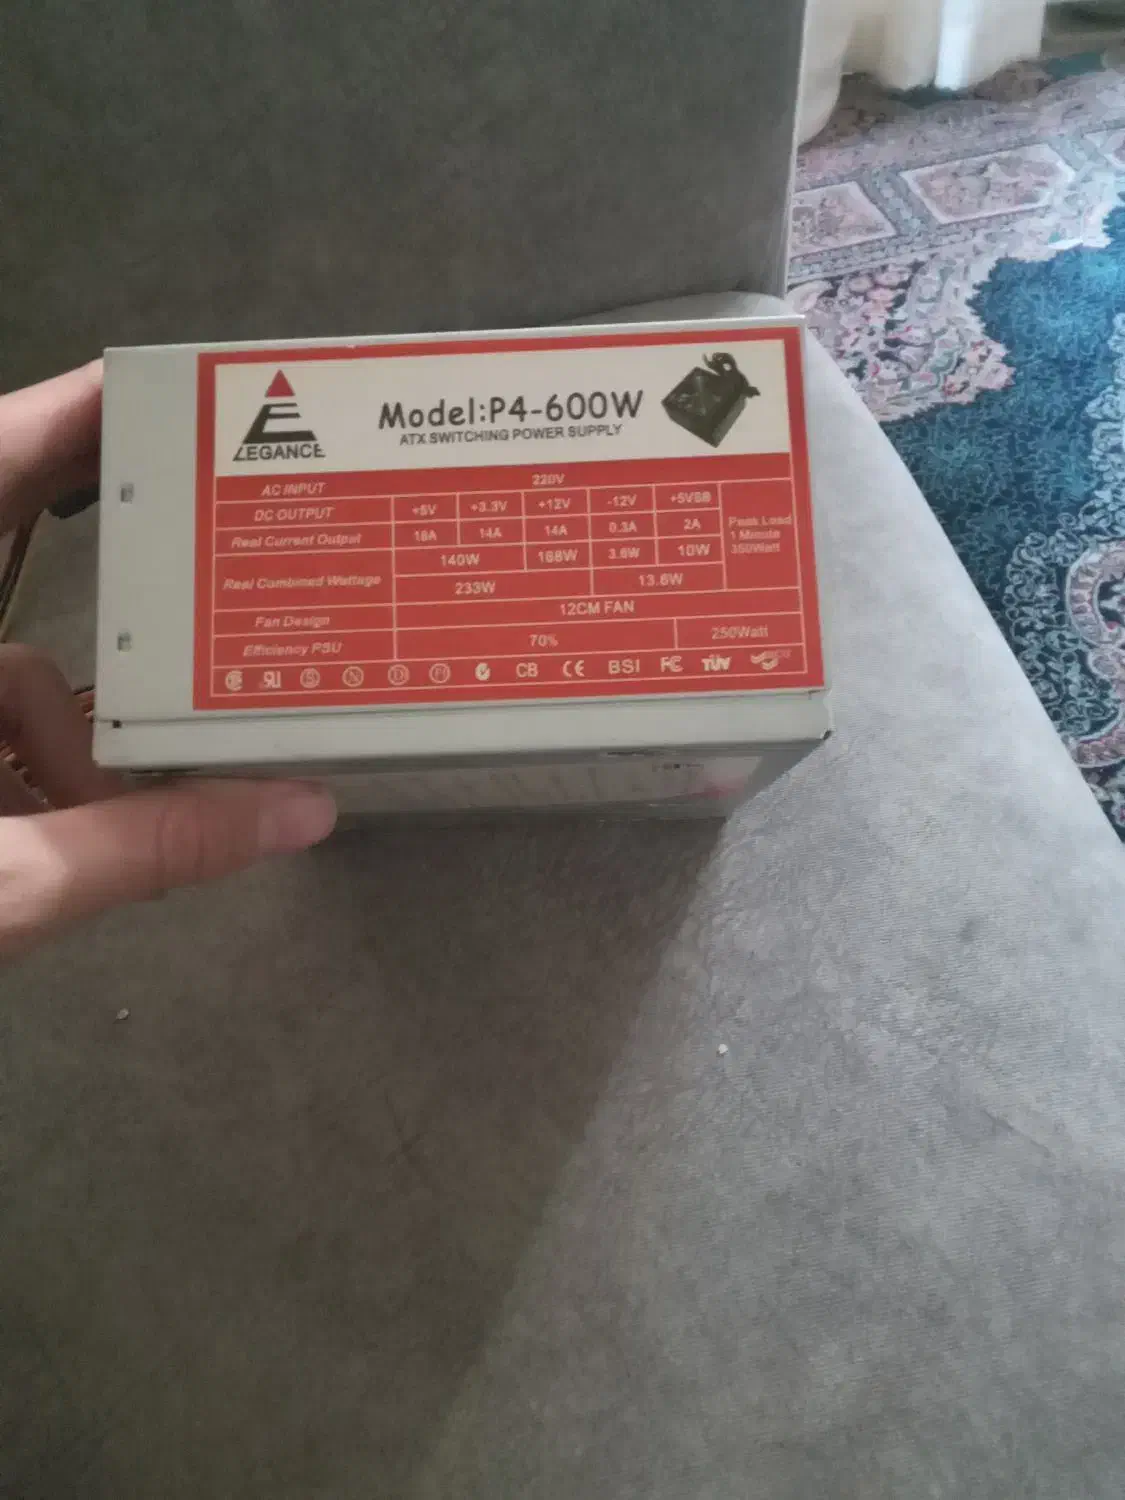 ELEGANCE
Model:P4-600W
ATX SWITCHING POWER SUPPLY
AC INPUT 220V
DC OUTPUT +5V +3.3V +12V -12V +5VSB
Real Current Output 18A 14A 14A 0.3A 2A
Peak Load
1 Minute
350Watt
Real Combined Wattage 140W 168W 3.6W 10W
233W 13.6W
Fan Design 12CM FAN
Efficiency PSU 70% 250Watt
CB CE BSI FC TÜV